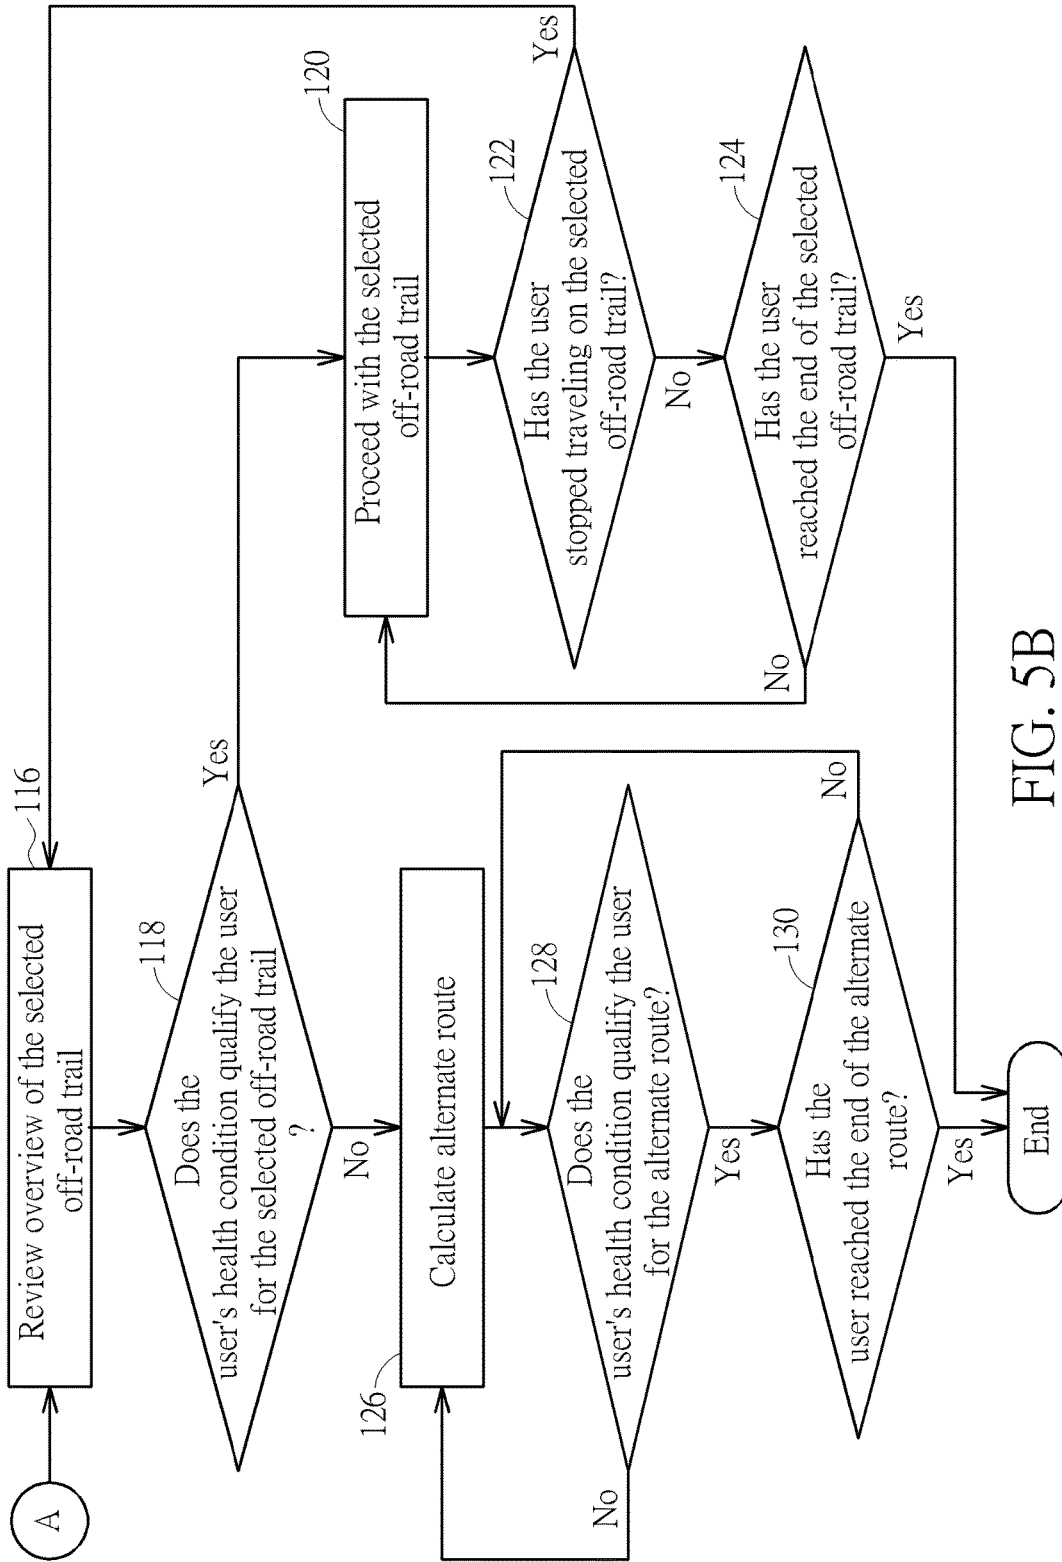 A
Review overview of the selected
off-road trail
116
Does the
user's health condition qualify the user
for the selected off-road trail
?
118
Yes
No
Proceed with the selected
off-road trail
120
Has the user
stopped traveling on the selected
off-road trail?
122
Yes
No
Has the user
reached the end of the selected
off-road trail?
124
No
Yes
Calculate alternate route
126
Does the
user's health condition qualify the user
for the alternate route?
128
No
Yes
Has the
user reached the end of the alternate
route?
130
No
Yes
End
FIG. 5B